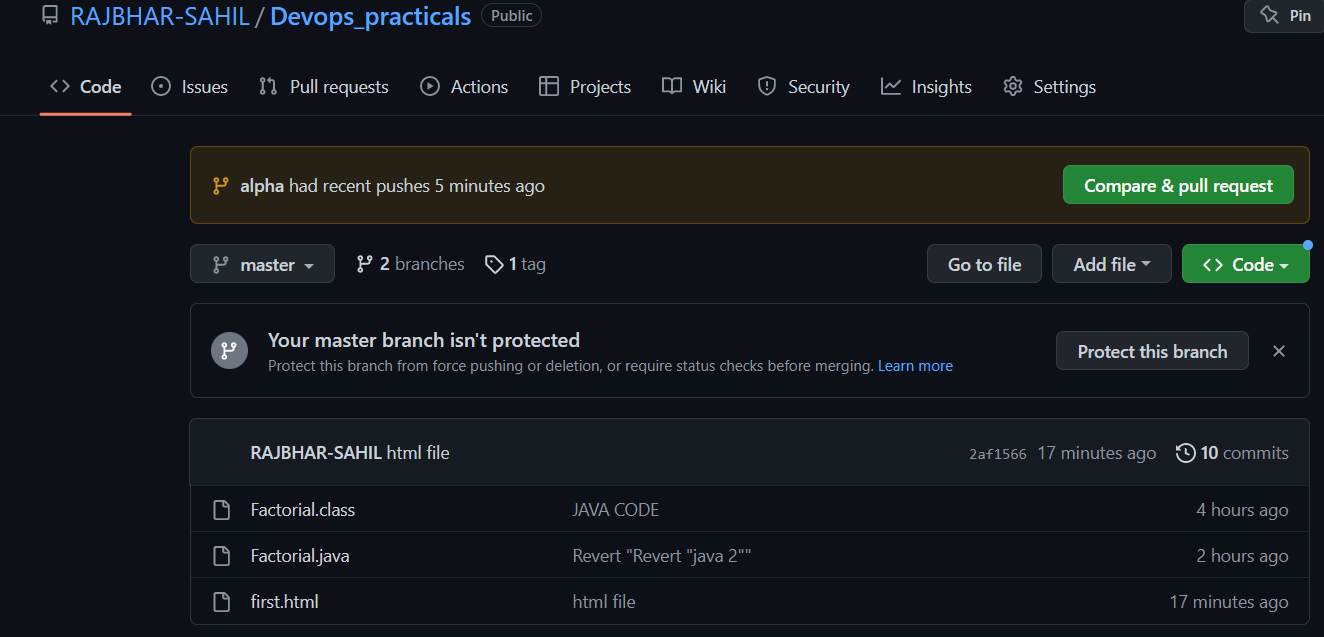 RAJBHAR-SAHIL / Devops_practicals Public Pin
Code Issues Pull requests Actions Projects Wiki Security Insights Settings
alpha had recent pushes 5 minutes ago Compare & pull request
master 2 branches 1 tag Go to file Add file Code
Your master branch isn't protected
Protect this branch from force pushing or deletion, or require status checks before merging. Learn more Protect this branch
RAJBHAR-SAHIL html file 2af1566 17 minutes ago 10 commits
Factorial.class JAVA CODE 4 hours ago
Factorial.java Revert "Revert "java 2"" 2 hours ago
first.html html file 17 minutes ago